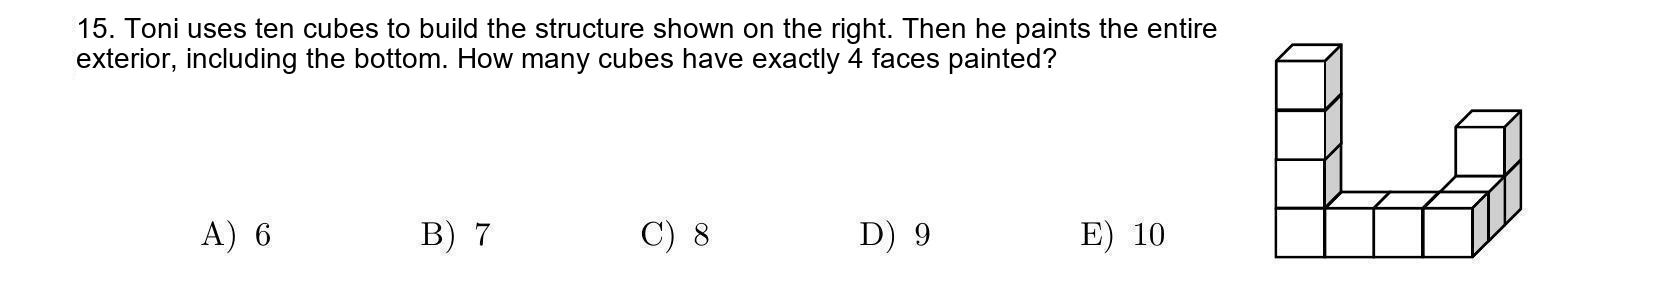 15. Toni uses ten cubes to build the structure shown on the right. Then he paints the entire
exterior, including the bottom. How many cubes have exactly 4 faces painted?
A) 6 B) 7 C) 8 D) 9 E) 10